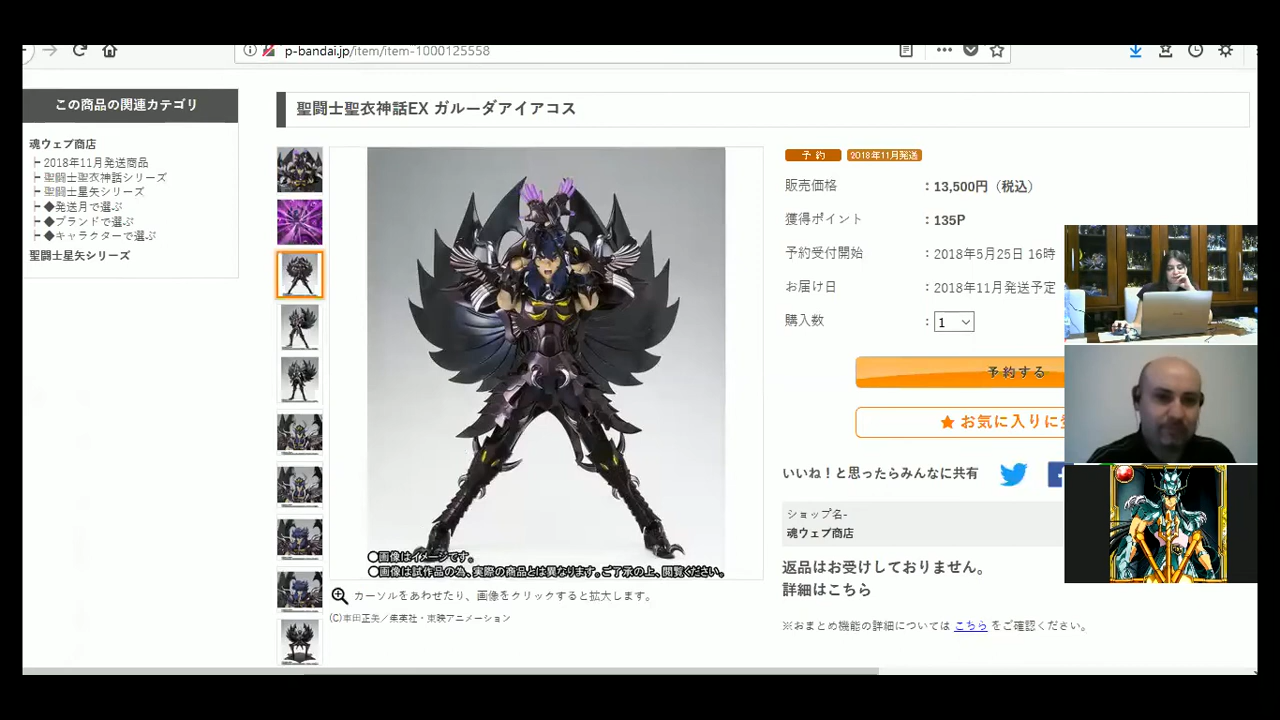 p-bandai.jp/item/item-1000125558
この商品の関連カテゴリ
魂ウェブ商店
2018年11月発送商品
聖闘士聖衣神話シリーズ
聖闘士星矢シリーズ
◆発送月で選ぶ
◆ブランドで選ぶ
◆キャラクターで選ぶ
聖闘士星矢シリーズ
聖闘士聖衣神話EX ガルーダアイアコス
予約 2018年11月発送
販売価格 : 13,500円（税込）
獲得ポイント : 135P
予約受付開始 : 2018年5月25日 16時
お届け日 : 2018年11月発送予定
購入数 : 1
予約する
★ お気に入りに
いいね！と思ったらみんなに共有
ショップ名-
魂ウェブ商店
返品はお受けしておりません。
詳細はこちら
※おまとめ機能の詳細については こちら をご確認ください。
●画像はイメージです。
●画像は試作品の為、実際の商品とは異なります。ご了承の上、閲覧ください。
カーソルをあわせたり、画像をクリックすると拡大します。
(C)車田正美／集英社・東映アニメーション